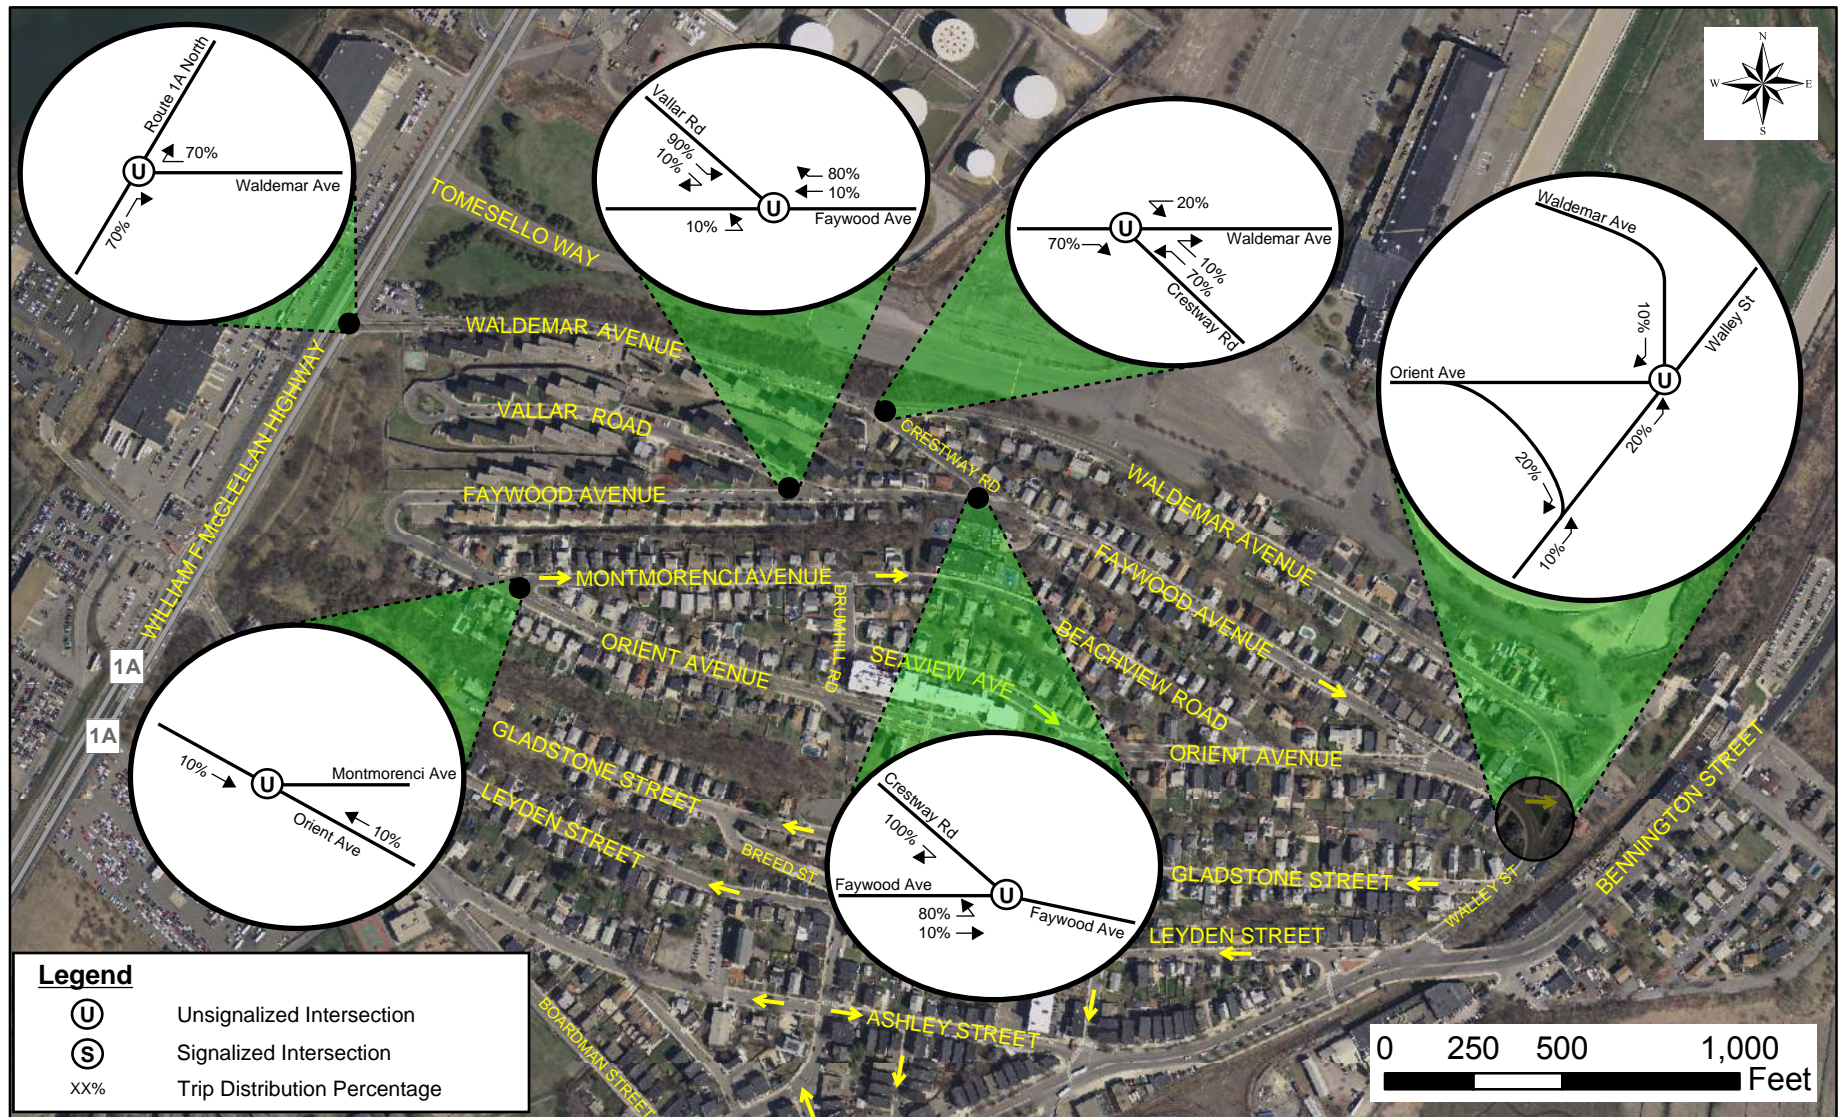 Route 1A North
70%
Waldemar Ave
70%
U
Vallar Rd
90%
10%
80%
10%
10%
U
Faywood Ave
20%
70%
U
Waldemar Ave
10%
70%
Crestway Rd
N
W
E
S
Waldemar Ave
10%
Walley St
Orient Ave
U
20%
20%
10%
TOMESELLO WAY
WALDEMAR AVENUE
VALLAR ROAD
FAYWOOD AVENUE
CRESTWAY RD
WALDEMAR AVENUE
WILLIAM F McCLELLAN HIGHWAY
MONTMORENCI AVENUE
FAYWOOD AVENUE
DRUMHILL RD
BEACHVIEW ROAD
ORIENT AVENUE
SEAVIEW AVE
1A
1A
GLADSTONE STREET
ORIENT AVENUE
LEYDEN STREET
BREED ST
GLADSTONE STREET
WALLEY ST
BENNINGTON STREET
LEYDEN STREET
ASHLEY STREET
BOARDMAN STREET
10%
U
Montmorenci Ave
10%
Orient Ave
Crestway Rd
100%
Faywood Ave
U
80%
10%
Faywood Ave
Legend
U Unsignalized Intersection
S Signalized Intersection
XX% Trip Distribution Percentage
0 250 500 1,000
Feet